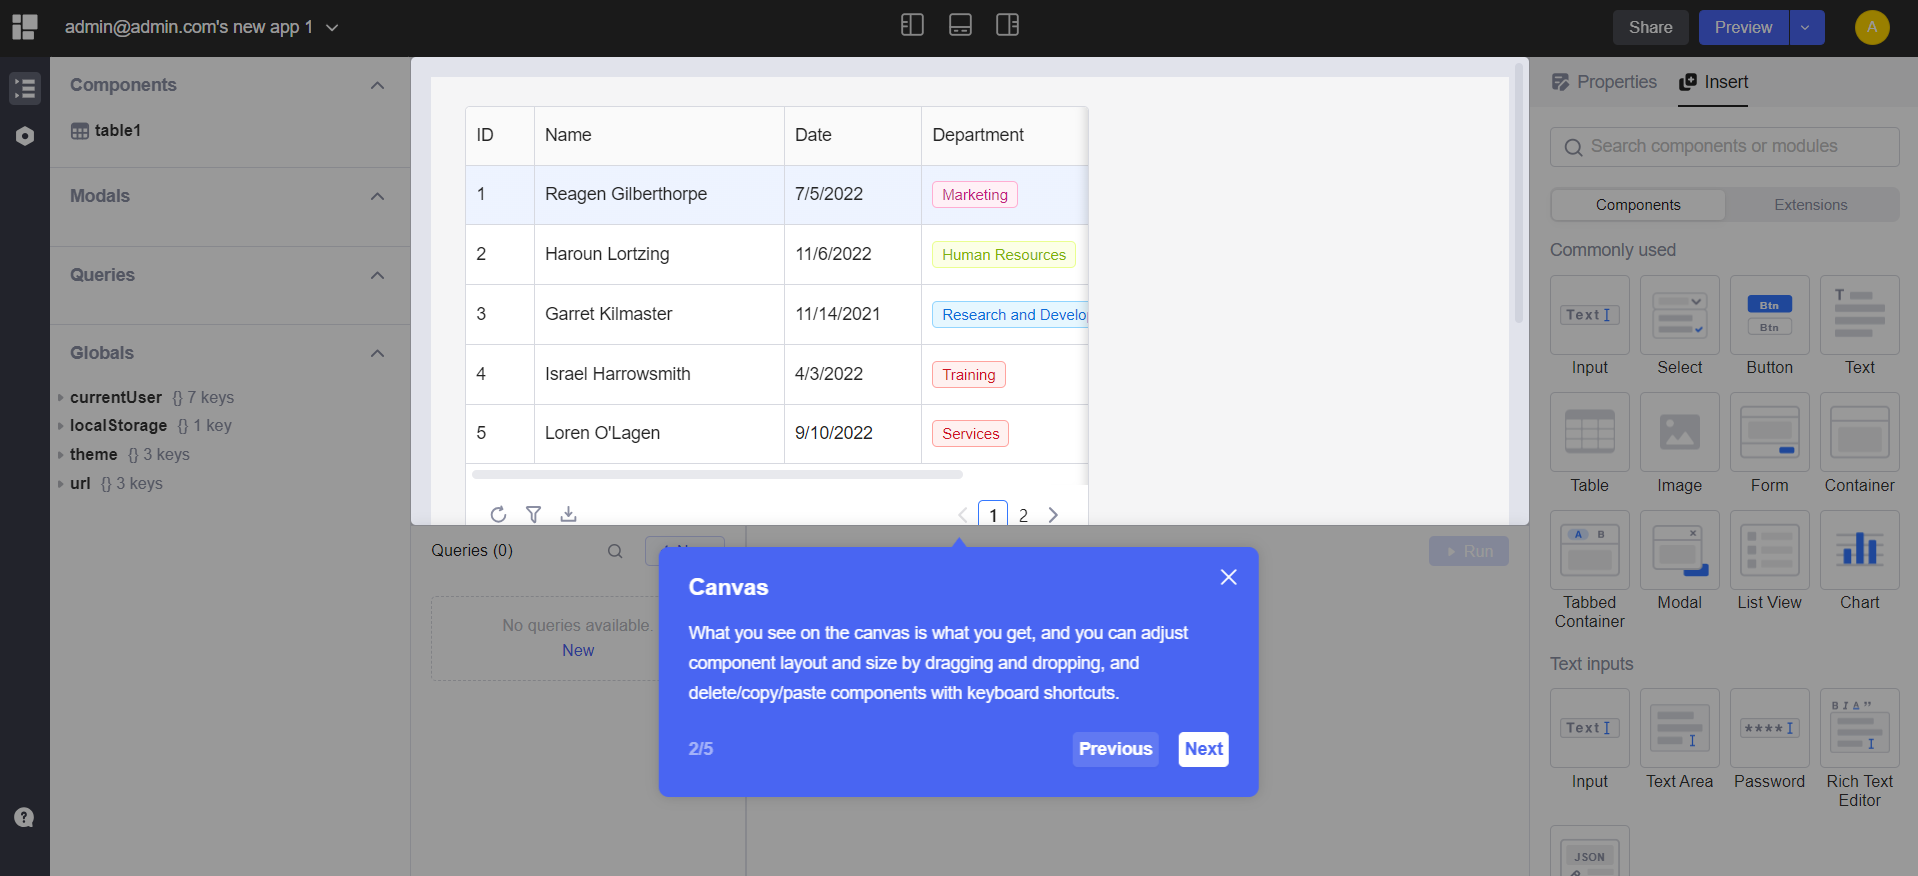 admin@admin.com's new app 1
Share
Preview
A
Components
table1
Modals
Queries
Globals
currentUser {} 7 keys
localStorage {} 1 key
theme {} 3 keys
url {} 3 keys
ID Name Date Department
1 Reagen Gilberthorpe 7/5/2022 Marketing
2 Haroun Lortzing 11/6/2022 Human Resources
3 Garret Kilmaster 11/14/2021 Research and Develo
4 Israel Harrowsmith 4/3/2022 Training
5 Loren O'Lagen 9/10/2022 Services
1 2
Queries (0)
Run
No queries available.
New
Canvas
What you see on the canvas is what you get, and you can adjust
component layout and size by dragging and dropping, and
delete/copy/paste components with keyboard shortcuts.
2/5
Previous
Next
Properties
Insert
Search components or modules
Components
Extensions
Commonly used
Text
Btn
Btn
T
Input
Select
Button
Text
Table
Image
Form
Container
A B
Tabbed
Container
Modal
List View
Chart
Text inputs
Text
****
B I A "
Input
Text Area
Password
Rich Text
Editor
JSON